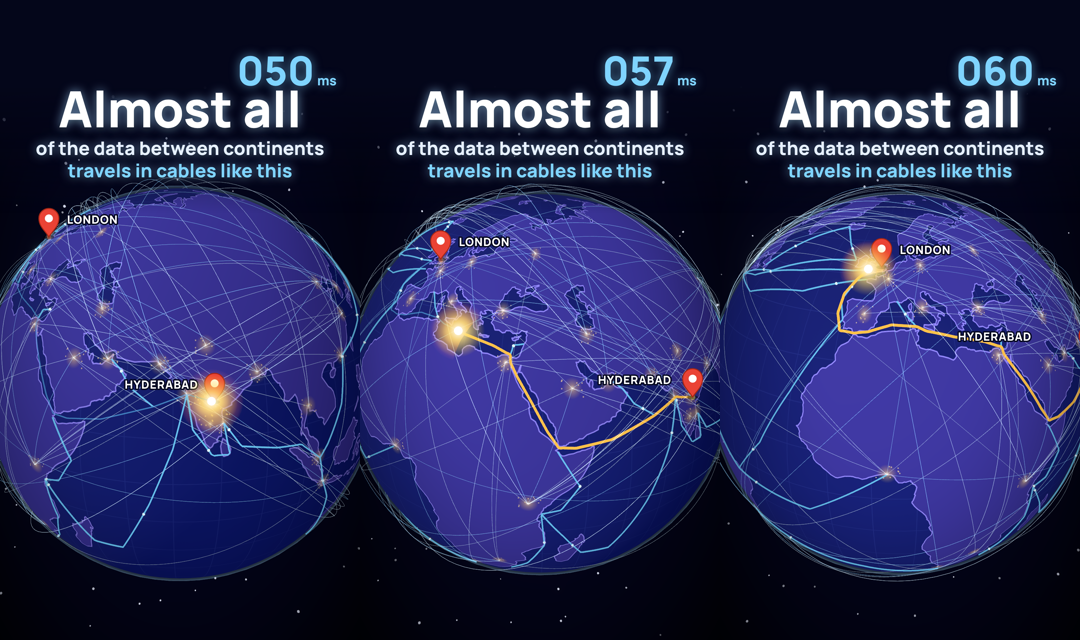 050 ms
Almost all
of the data between continents
travels in cables like this
LONDON
HYDERABAD
057 ms
Almost all
of the data between continents
travels in cables like this
LONDON
HYDERABAD
060 ms
Almost all
of the data between continents
travels in cables like this
LONDON
HYDERABAD